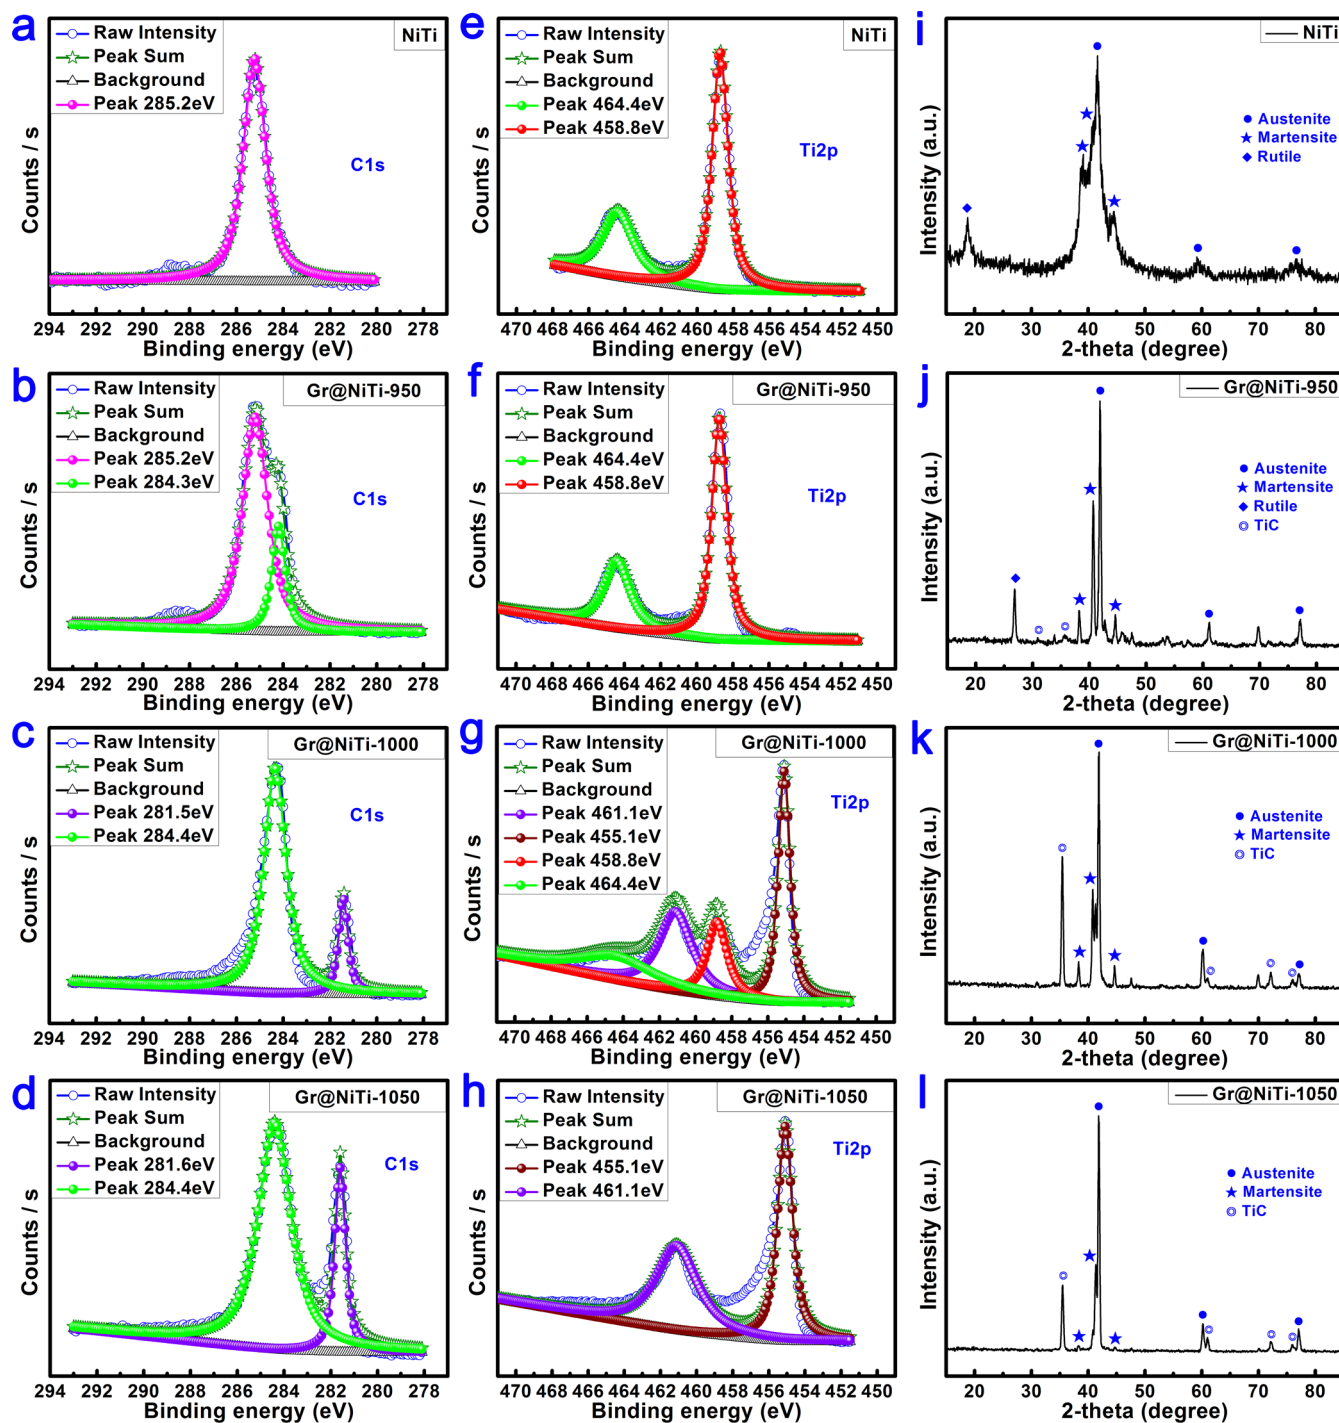 a
Raw Intensity
Peak Sum
Background
Peak 285.2eV
NiTi
C1s
Counts / s
294 292 290 288 286 284 282 280 278
Binding energy (eV)
e
Raw Intensity
Peak Sum
Background
Peak 464.4eV
Peak 458.8eV
NiTi
Ti2p
Counts / s
470 468 466 464 462 460 458 456 454 452 450
Binding energy (eV)
i
NiTi
Austenite
Martensite
Rutile
Intensity (a.u.)
20 30 40 50 60 70 80
2-theta (degree)
b
Raw Intensity
Peak Sum
Background
Peak 285.2eV
Peak 284.3eV
Gr@NiTi-950
C1s
Counts / s
294 292 290 288 286 284 282 280 278
Binding energy (eV)
f
Raw Intensity
Peak Sum
Background
Peak 464.4eV
Peak 458.8eV
Gr@NiTi-950
Ti2p
Counts / s
470 468 466 464 462 460 458 456 454 452 450
Binding energy (eV)
j
Gr@NiTi-950
Austenite
Martensite
Rutile
TiC
Intensity (a.u.)
20 30 40 50 60 70 80
2-theta (degree)
c
Raw Intensity
Peak Sum
Background
Peak 281.5eV
Peak 284.4eV
Gr@NiTi-1000
C1s
Counts / s
294 292 290 288 286 284 282 280 278
Binding energy (eV)
g
Raw Intensity
Peak Sum
Background
Peak 461.1eV
Peak 455.1eV
Peak 458.8eV
Peak 464.4eV
Gr@NiTi-1000
Ti2p
Counts / s
470 468 466 464 462 460 458 456 454 452 450
Binding energy (eV)
k
Gr@NiTi-1000
Austenite
Martensite
TiC
Intensity (a.u.)
20 30 40 50 60 70 80
2-theta (degree)
d
Raw Intensity
Peak Sum
Background
Peak 281.6eV
Peak 284.4eV
Gr@NiTi-1050
C1s
Counts / s
294 292 290 288 286 284 282 280 278
Binding energy (eV)
h
Raw Intensity
Peak Sum
Background
Peak 455.1eV
Peak 461.1eV
Gr@NiTi-1050
Ti2p
Counts / s
470 468 466 464 462 460 458 456 454 452 450
Binding energy (eV)
l
Gr@NiTi-1050
Austenite
Martensite
TiC
Intensity (a.u.)
20 30 40 50 60 70 80
2-theta (degree)